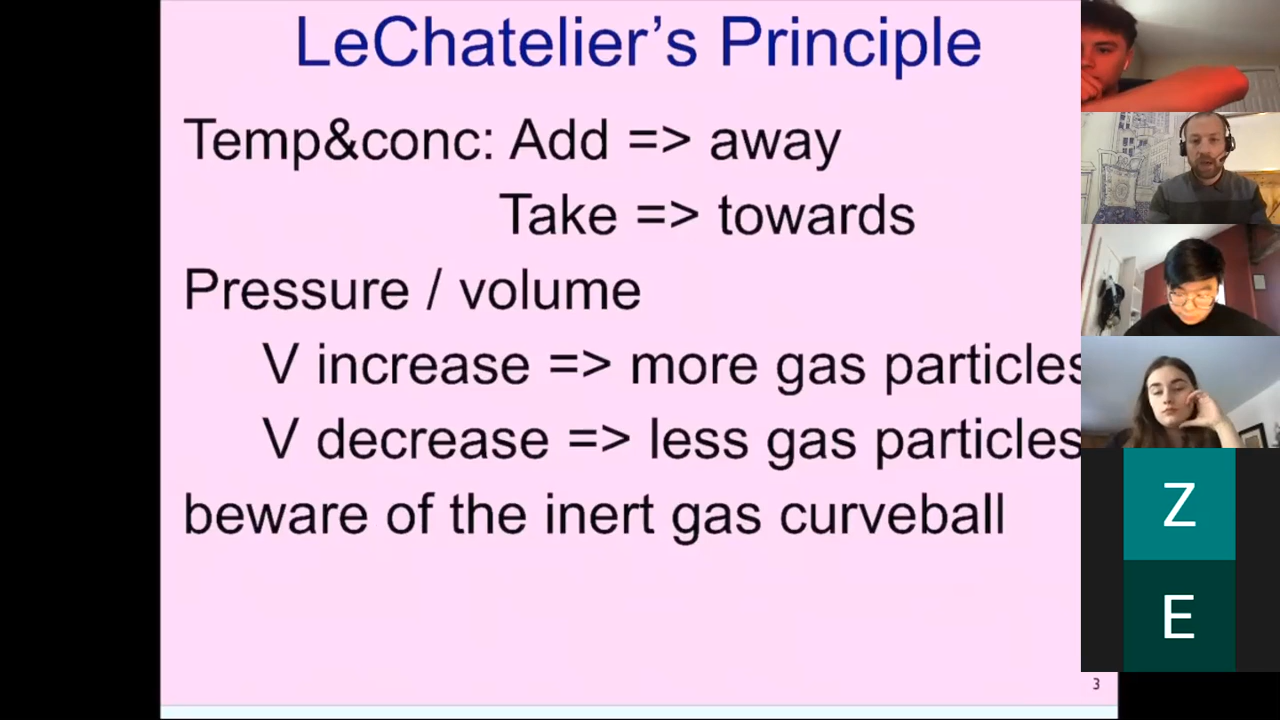 LeChatelier's Principle
Temp&conc: Add => away
Take => towards
Pressure / volume
V increase => more gas particles
V decrease => less gas particles
beware of the inert gas curveball
Z
E
3